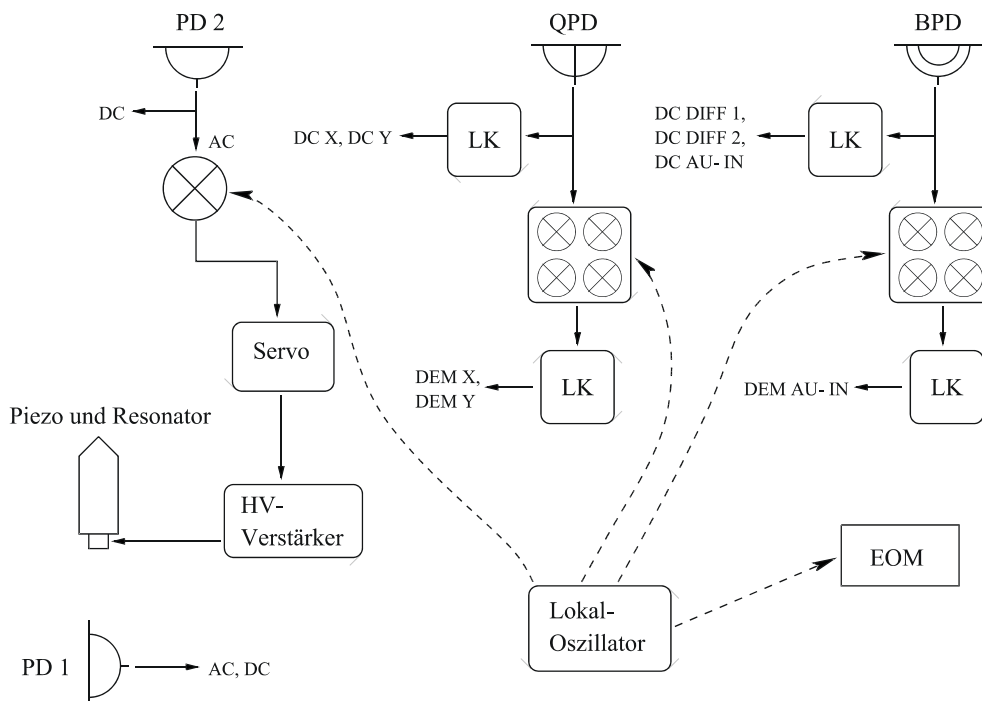 PD 2
QPD
BPD
DC
AC
DC X, DC Y
LK
DC DIFF 1,
DC DIFF 2,
DC AU- IN
LK
Servo
DEM X,
DEM Y
LK
DEM AU- IN
LK
Piezo und Resonator
HV-
Verstärker
EOM
Lokal-
Oszillator
PD 1
AC, DC